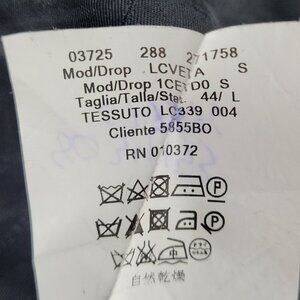 03725 288 271758
Mod/Drop LCVETA S
Mod/Drop 1CET D0 S
Taglia/Talla/Stat. 44/ L
TESSUTO LC339 004
Cliente 5855BO
RN 010372
自然乾燥